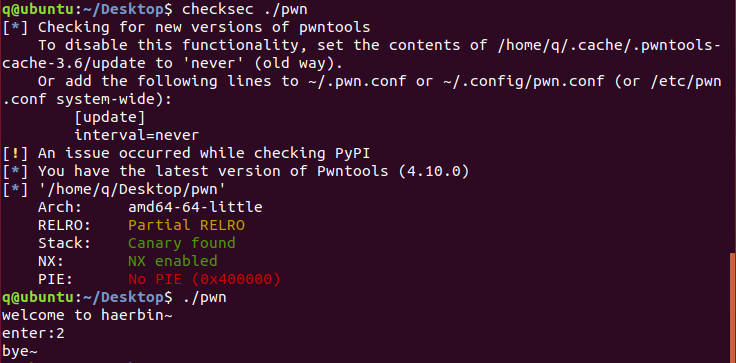 q@ubuntu:~/Desktop$ checksec ./pwn
[*] Checking for new versions of pwntools
    To disable this functionality, set the contents of /home/q/.cache/.pwntools-
cache-3.6/update to 'never' (old way).
    Or add the following lines to ~/.pwn.conf or ~/.config/pwn.conf (or /etc/pwn
.conf system-wide):
        [update]
        interval=never
[!] An issue occurred while checking PyPI
[*] You have the latest version of Pwntools (4.10.0)
[*] '/home/q/Desktop/pwn'
    Arch:     amd64-64-little
    RELRO:    Partial RELRO
    Stack:    Canary found
    NX:       NX enabled
    PIE:      No PIE (0x400000)
q@ubuntu:~/Desktop$ ./pwn
welcome to haerbin~
enter:2
bye~